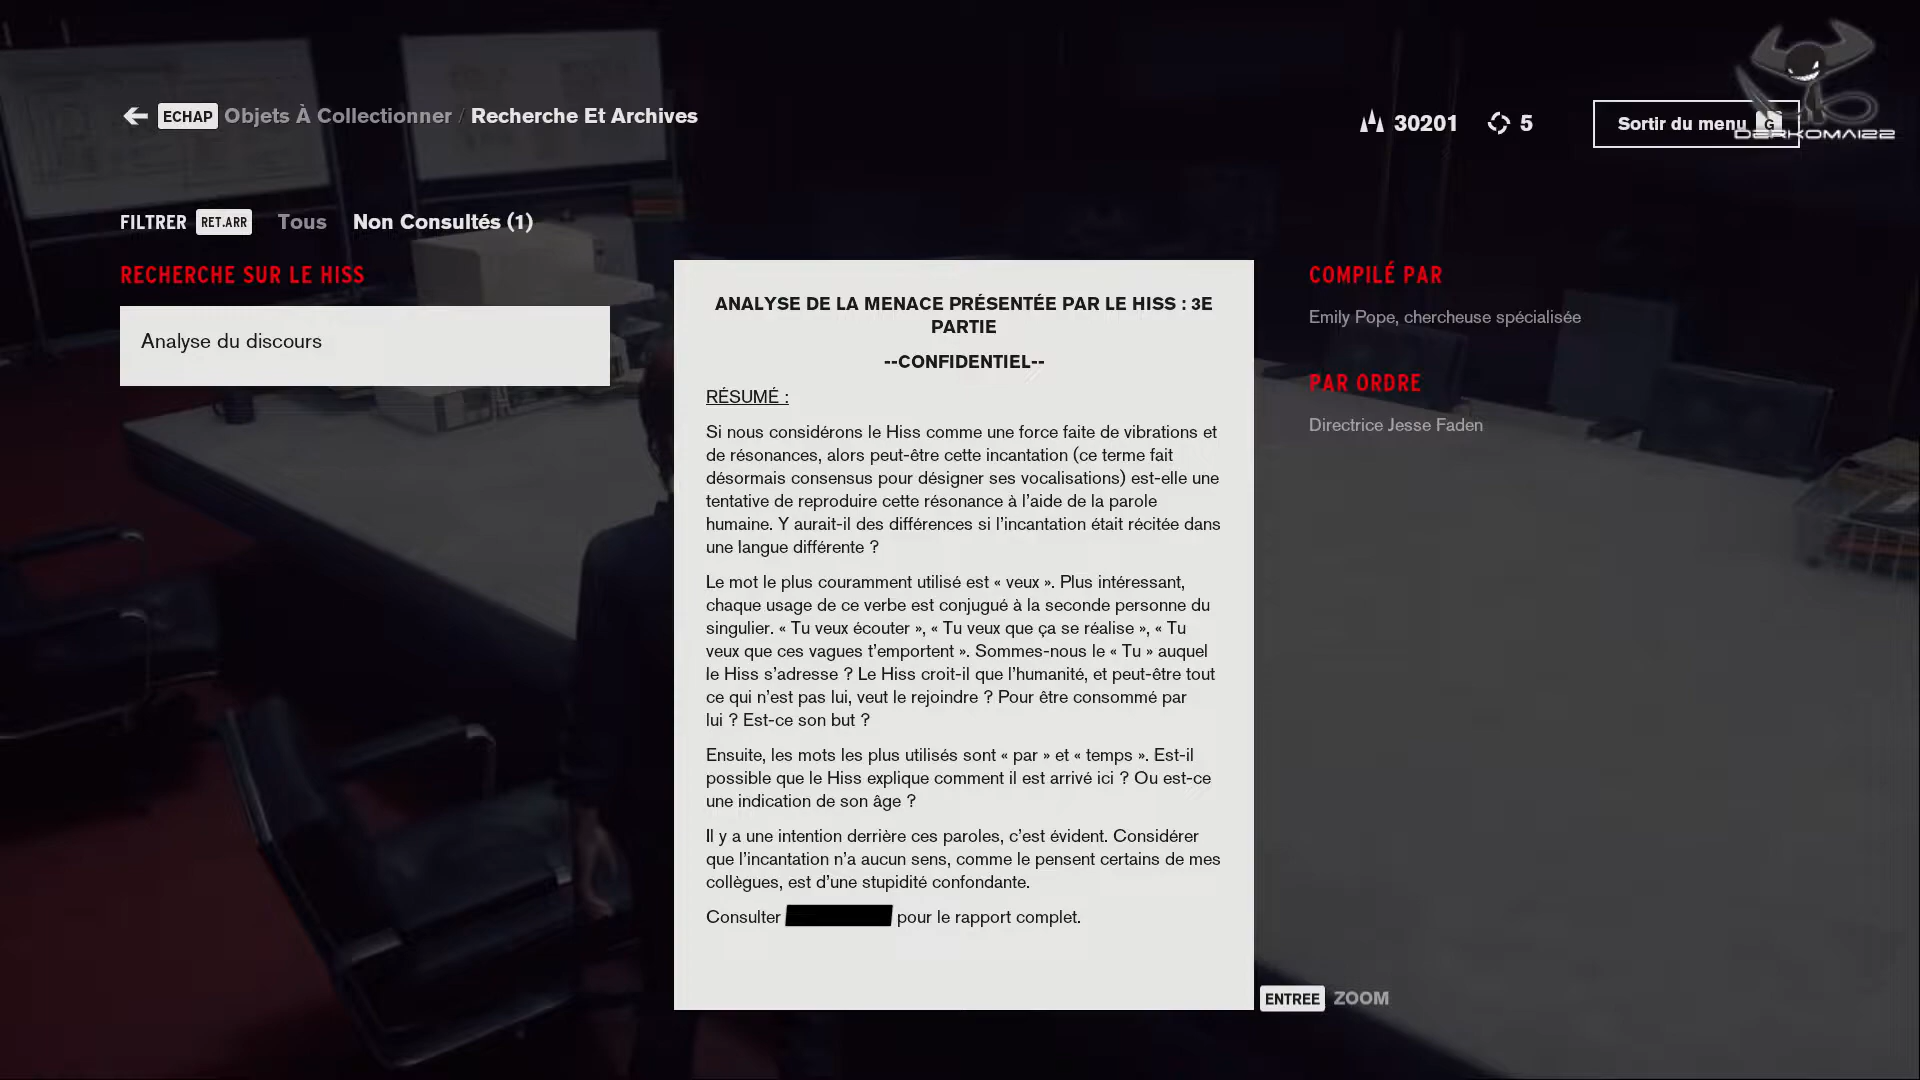 ECHAP Objets À Collectionner / Recherche Et Archives
30201 5
Sortir du menu G
DERKOMAI22
FILTRER RET.ARR Tous Non Consultés (1)
RECHERCHE SUR LE HISS
Analyse du discours
ANALYSE DE LA MENACE PRÉSENTÉE PAR LE HISS : 3E
PARTIE
--CONFIDENTIEL--
RÉSUMÉ :
Si nous considérons le Hiss comme une force faite de vibrations et
de résonances, alors peut-être cette incantation (ce terme fait
désormais consensus pour désigner ses vocalisations) est-elle une
tentative de reproduire cette résonance à l'aide de la parole
humaine. Y aurait-il des différences si l'incantation était récitée dans
une langue différente ?
Le mot le plus couramment utilisé est « veux ». Plus intéressant,
chaque usage de ce verbe est conjugué à la seconde personne du
singulier. « Tu veux écouter », « Tu veux que ça se réalise », « Tu
veux que ces vagues t'emportent ». Sommes-nous le « Tu » auquel
le Hiss s'adresse ? Le Hiss croit-il que l'humanité, et peut-être tout
ce qui n'est pas lui, veut le rejoindre ? Pour être consommé par
lui ? Est-ce son but ?
Ensuite, les mots les plus utilisés sont « par » et « temps ». Est-il
possible que le Hiss explique comment il est arrivé ici ? Ou est-ce
une indication de son âge ?
Il y a une intention derrière ces paroles, c'est évident. Considérer
que l'incantation n'a aucun sens, comme le pensent certains de mes
collègues, est d'une stupidité confondante.
Consulter pour le rapport complet.
COMPILÉ PAR
Emily Pope, chercheuse spécialisée
PAR ORDRE
Directrice Jesse Faden
ENTREE ZOOM